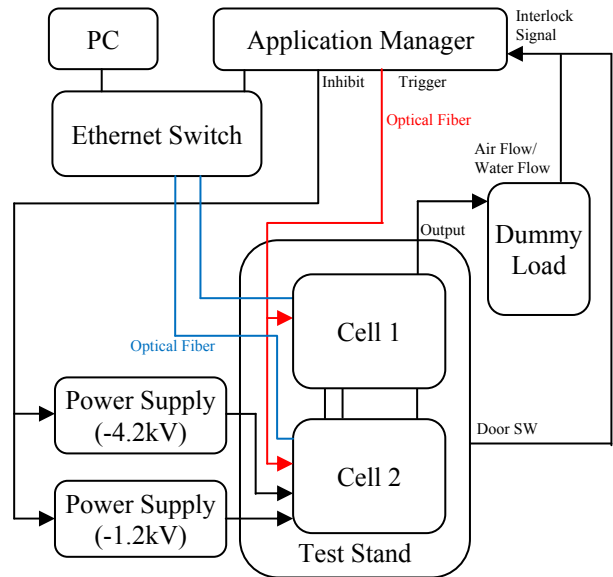 PC
Application Manager
Interlock
Signal
Inhibit
Trigger
Optical Fiber
Ethernet Switch
Air Flow/
Water Flow
Output
Dummy
Load
Cell 1
Optical Fiber
Power Supply
(-4.2kV)
Door SW
Cell 2
Power Supply
(-1.2kV)
Test Stand